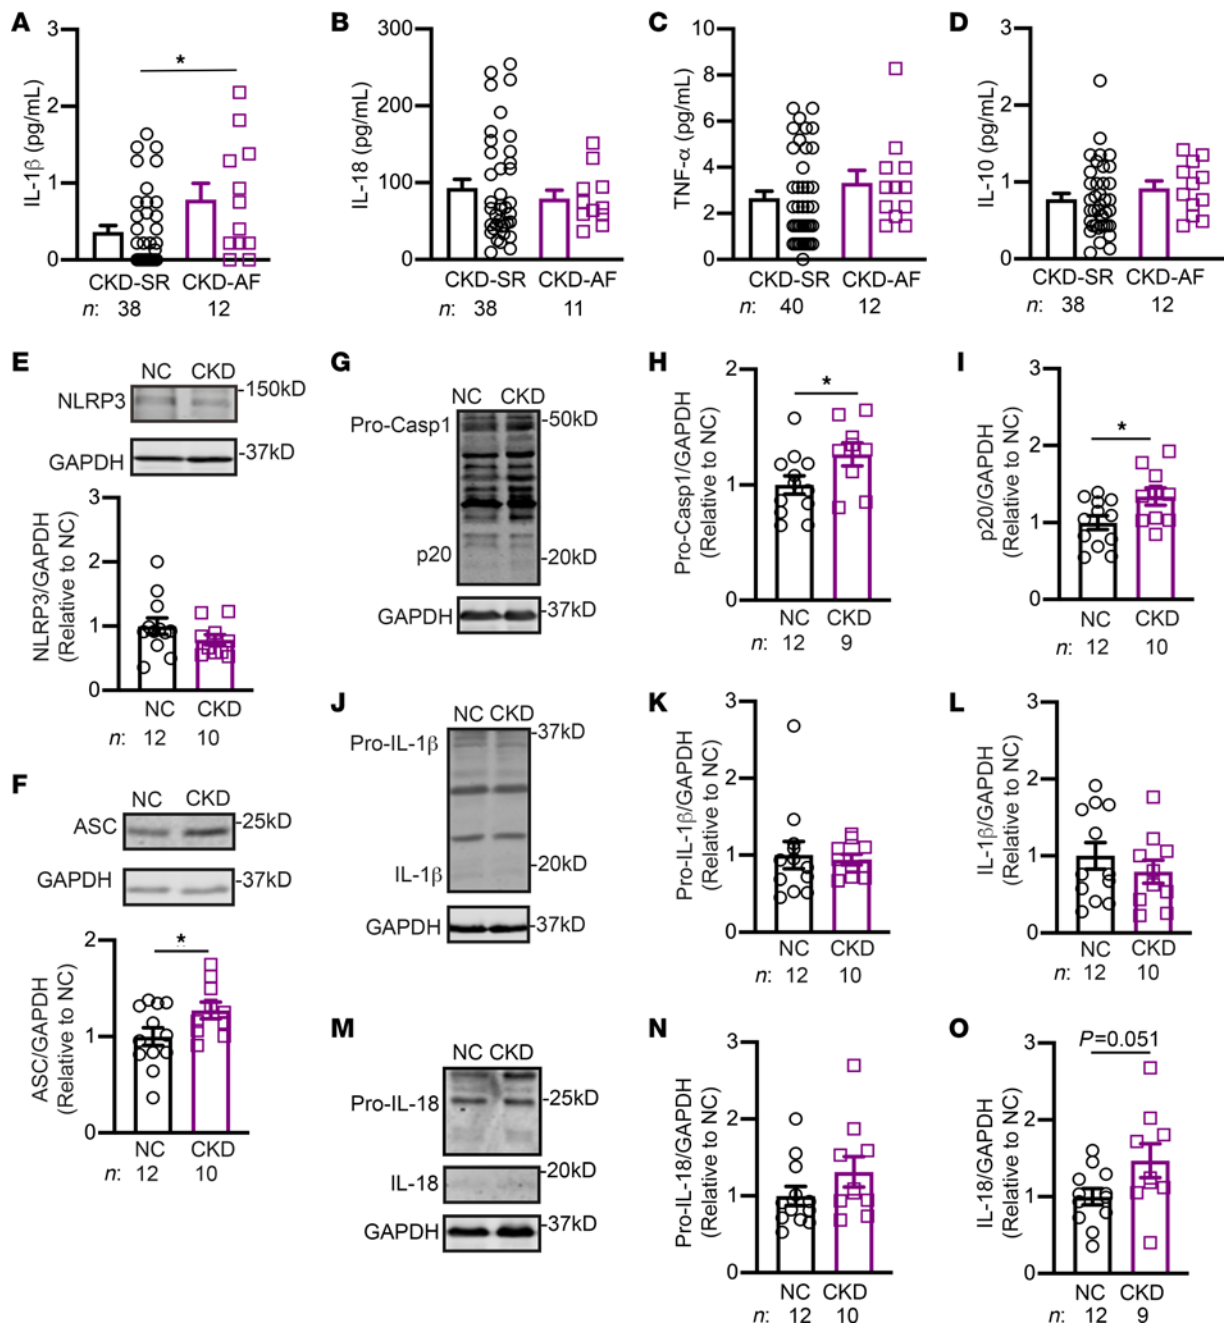 A
IL-1β (pg/mL)
3
2
1
0
*
CKD-SR CKD-AF
n: 38 12
B
IL-18 (pg/mL)
300
200
100
0
CKD-SR CKD-AF
n: 38 11
C
TNF-α (pg/mL)
10
8
6
4
2
0
CKD-SR CKD-AF
n: 40 12
D
IL-10 (pg/mL)
3
2
1
0
CKD-SR CKD-AF
n: 38 12
E
NC CKD
NLRP3
-150kD
GAPDH
-37kD
NLRP3/GAPDH
(Relative to NC)
3
2
1
0
NC CKD
n: 12 10
F
NC CKD
ASC
-25kD
GAPDH
-37kD
ASC/GAPDH
(Relative to NC)
2
1
0
*
NC CKD
n: 12 10
G
NC CKD
Pro-Casp1
-50kD
p20
-20kD
GAPDH
-37kD
H
Pro-Casp1/GAPDH
(Relative to NC)
2
1
0
*
NC CKD
n: 12 9
I
p20/GAPDH
(Relative to NC)
3
2
1
0
*
NC CKD
n: 12 10
J
NC CKD
Pro-IL-1β
-37kD
IL-1β
-20kD
GAPDH
-37kD
K
Pro-IL-1β/GAPDH
(Relative to NC)
3
2
1
0
NC CKD
n: 12 10
L
IL-1β/GAPDH
(Relative to NC)
3
2
1
0
NC CKD
n: 12 10
M
NC CKD
Pro-IL-18
-25kD
IL-18
-20kD
GAPDH
-37kD
N
Pro-IL-18/GAPDH
(Relative to NC)
3
2
1
0
NC CKD
n: 12 10
O
IL-18/GAPDH
(Relative to NC)
3
2
1
0
P=0.051
NC CKD
n: 12 9